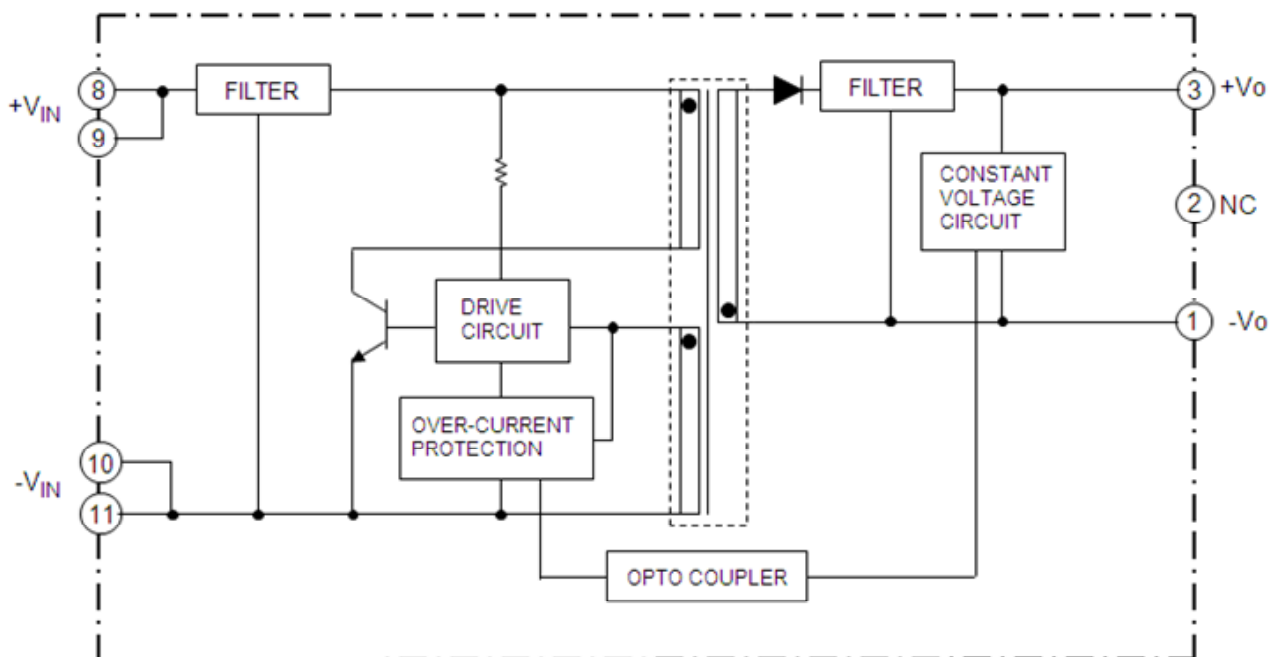 8
+VIN
9
FILTER
FILTER
3
+Vo
CONSTANT
VOLTAGE
CIRCUIT
2
NC
DRIVE
CIRCUIT
1
-Vo
OVER-CURRENT
PROTECTION
10
-VIN
11
OPTO COUPLER